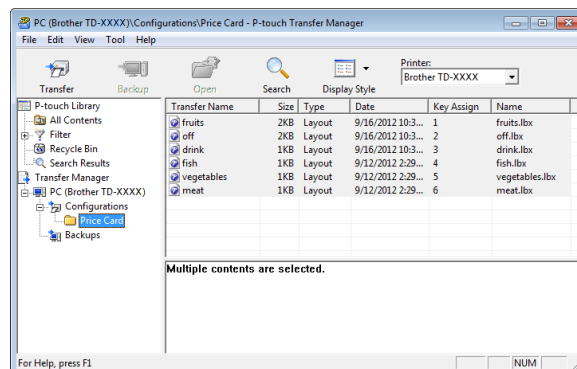 PC (Brother TD-XXXX)\Configurations\Price Card - P-touch Transfer Manager
File Edit View Tool Help
Printer:
Brother TD-XXXX
Transfer Backup Open Search Display Style
P-touch Library
All Contents
Filter
Recycle Bin
Search Results
Transfer Manager
PC (Brother TD-XXXX)
Configurations
Price Card
Backups
Transfer Name Size Type Date Key Assign Name
fruits 2KB Layout 9/16/2012 10:3... 1 fruits.lbx
off 2KB Layout 9/16/2012 10:3... 2 off.lbx
drink 1KB Layout 9/16/2012 10:3... 3 drink.lbx
fish 1KB Layout 9/12/2012 2:29... 4 fish.lbx
vegetables 1KB Layout 9/12/2012 2:29... 5 vegetables.lbx
meat 1KB Layout 9/12/2012 2:29... 6 meat.lbx
Multiple contents are selected.
For Help, press F1
NUM